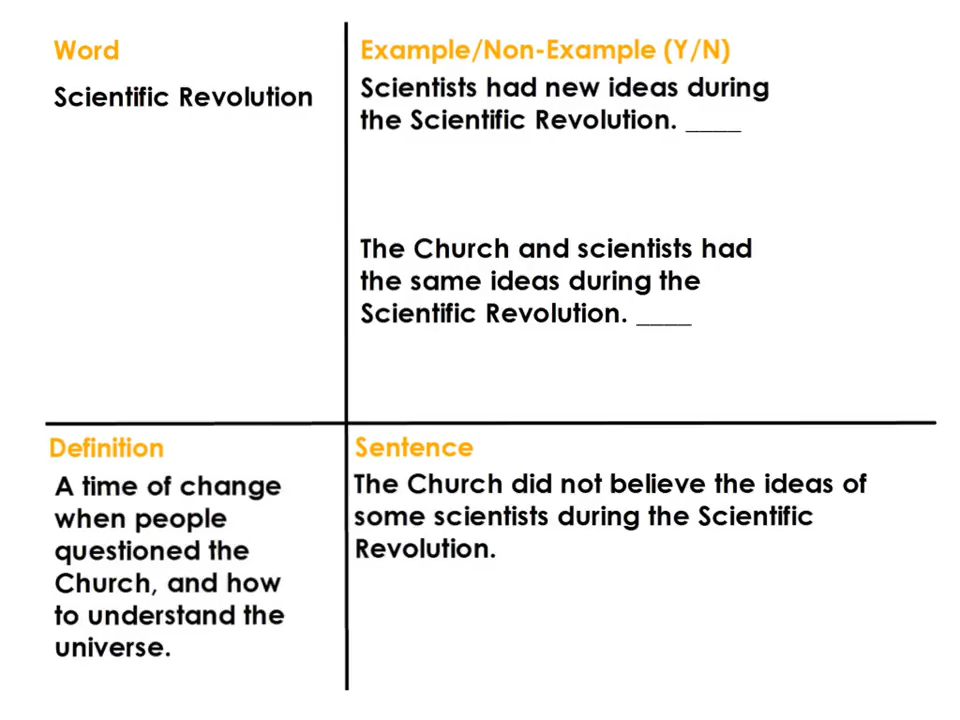 Word
Scientific Revolution
Example/Non-Example (Y/N)
Scientists had new ideas during
the Scientific Revolution. ____
The Church and scientists had
the same ideas during the
Scientific Revolution. ____
Definition
A time of change
when people
questioned the
Church, and how
to understand the
universe.
Sentence
The Church did not believe the ideas of
some scientists during the Scientific
Revolution.